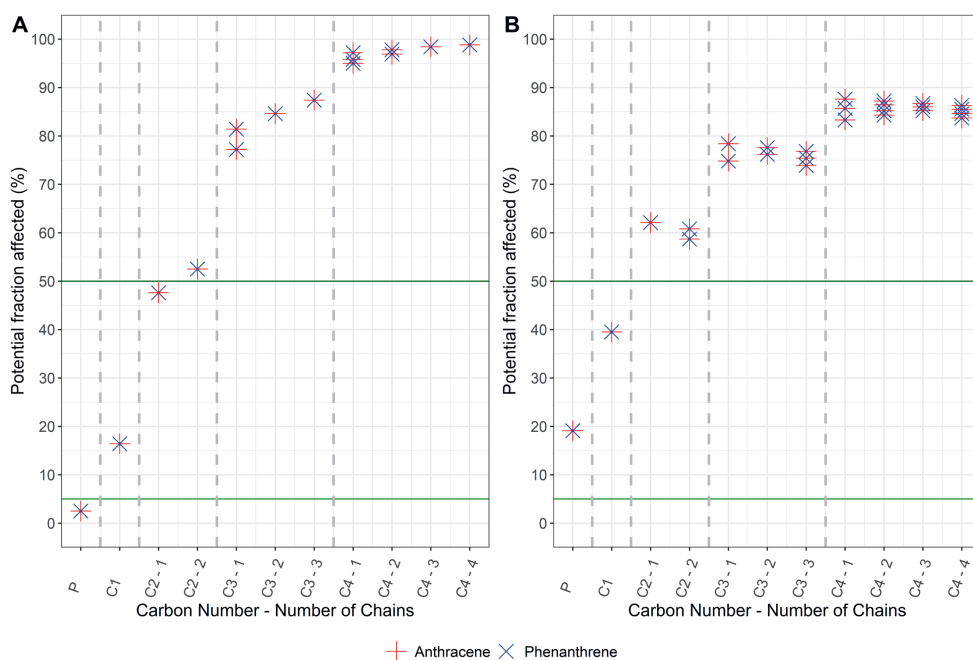 A
B
Potential fraction affected (%)
100
90
80
70
60
50
40
30
20
10
0
P
C1
C2 - 1
C2 - 2
C3 - 1
C3 - 2
C3 - 3
C4 - 1
C4 - 2
C4 - 3
C4 - 4
Carbon Number - Number of Chains
Potential fraction affected (%)
100
90
80
70
60
50
40
30
20
10
0
P
C1
C2 - 1
C2 - 2
C3 - 1
C3 - 2
C3 - 3
C4 - 1
C4 - 2
C4 - 3
C4 - 4
Carbon Number - Number of Chains
Anthracene Phenanthrene